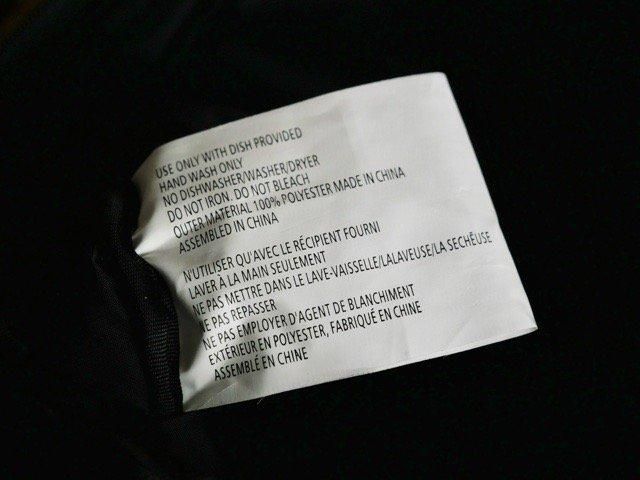 USE ONLY WITH DISH PROVIDED
HAND WASH ONLY
NO DISHWASHER/WASHER/DRYER
DO NOT IRON. DO NOT BLEACH
OUTER MATERIAL 100% POLYESTER MADE IN CHINA
ASSEMBLED IN CHINA
N'UTILISER QU'AVEC LE RÉCIPIENT FOURNI
LAVER À LA MAIN SEULEMENT
NE PAS METTRE DANS LE LAVE-VAISSELLE/LALAVEUSE/LA SECHËUSE
NE PAS REPASSER
NE PAS EMPLOYER D'AGENT DE BLANCHIMENT
EXTÉRIEUR EN POLYESTER, FABRIQUÉ EN CHINE
ASSEMBLÉ EN CHINE